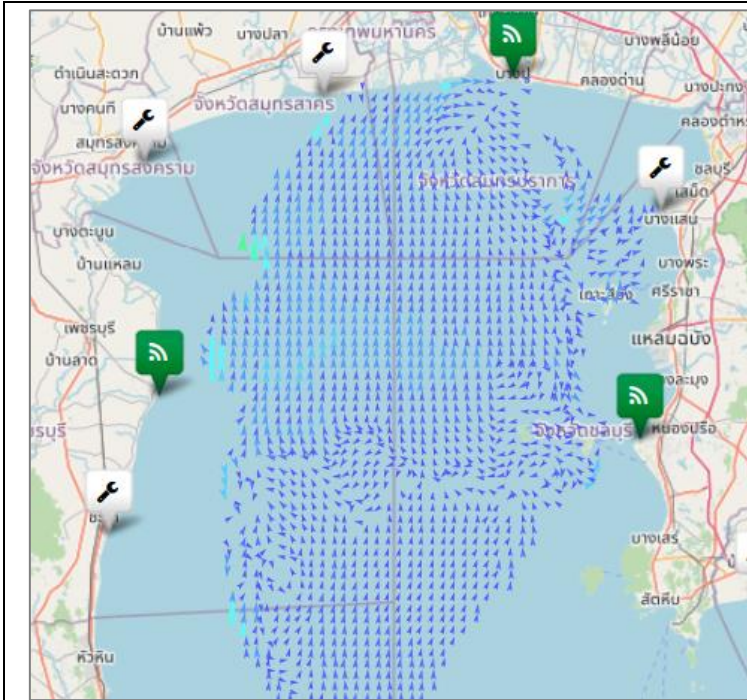 บ้านแพ้ว
บางปลา
กรุงเทพมหานคร
บางพลีน้อย
ดำเนินสะดวก
บางปู
คลองด่าน
บางปะกง
บางคนที
จังหวัดสมุทรสาคร
จังหวัดสมุทรสงคราม
จังหวัดสมุทรปราการ
ชลบุรี
เสม็ด
บางแสน
บางตะบูน
บ้านแหลม
บางพระ
ศรีราชา
เกาะสีชัง
เพชรบุรี
แหลมฉบัง
บ้านลาด
จังหวัดชลบุรี
หนองปรือ
บางเสร่
สัตหีบ
หัวหิน